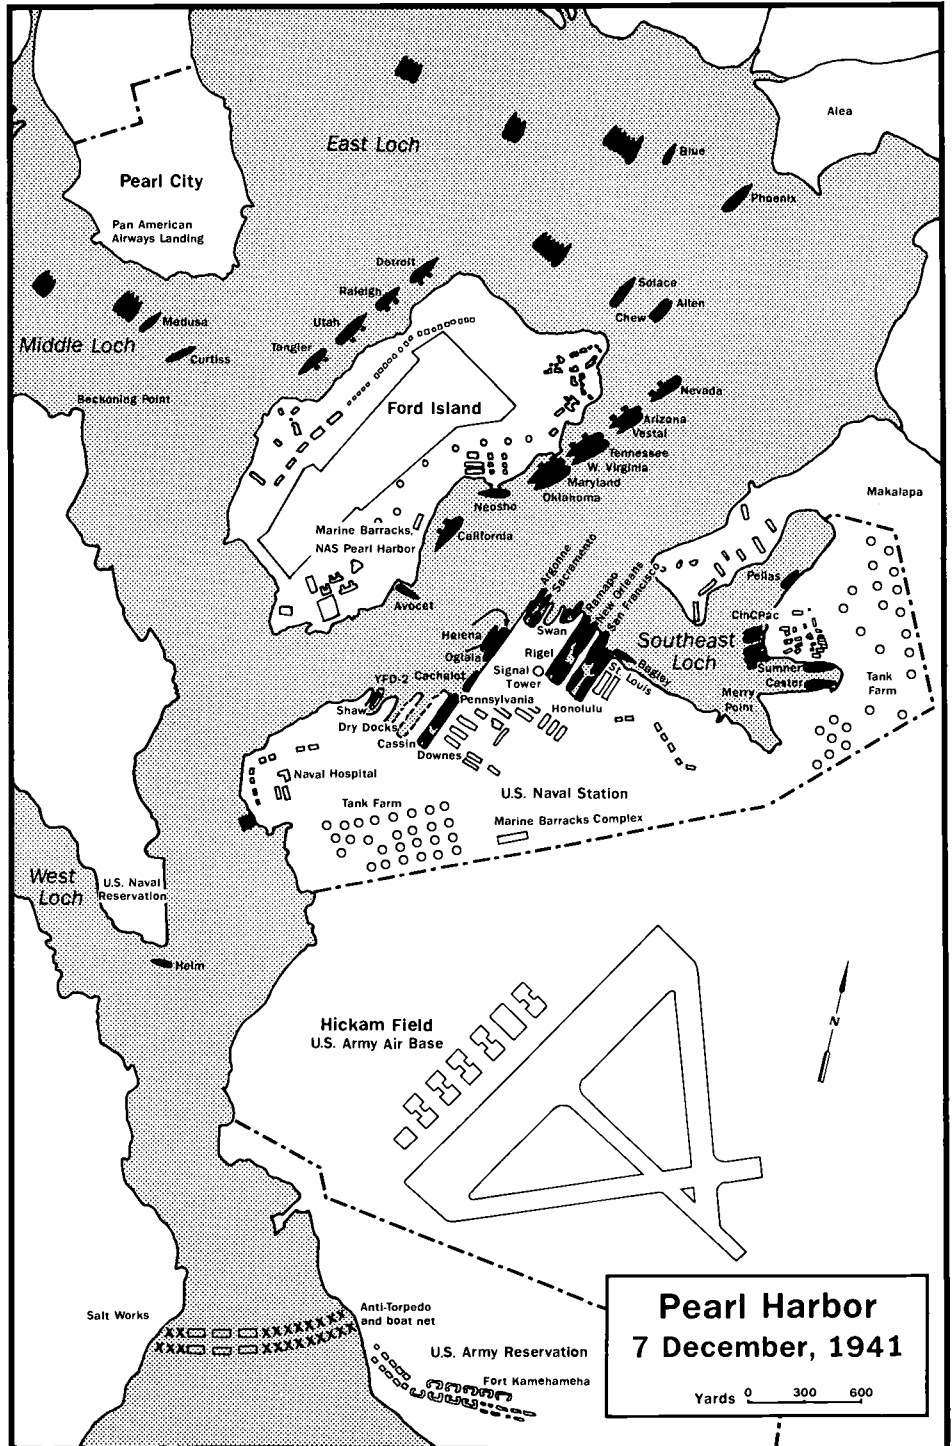 Aiea
East Loch
Blue
Pearl City
Phoenix
Pan American
Airways Landing
Detroit
Raleigh
Solace
Allen
Chew
Utah
Medusa
Middle Loch
Tangier
Curtiss
Nevada
Beckoning Point
Ford Island
Arizona
Vestal
Tennessee
W. Virginia
Maryland
Oklahoma
Makalapa
Neosho
Marine Barracks,
NAS Pearl Harbor
California
Argonne
Sacramento
Ramapo
New Orleans
San Francisco
Pelias
Avocet
CinCPac
Swan
Helena
Southeast
Loch
Oglala
Rigel
Bagley
Sumner
Signal
Tower
St. Louis
Castor
Tank
Farm
YFD-2
Cachalot
Merry
Point
Pennsylvania
Shaw
Honolulu
Dry Docks
Cassin
Downes
Naval Hospital
U.S. Naval Station
Tank Farm
Marine Barracks Complex
West
Loch
U.S. Naval
Reservation
Helm
Hickam Field
U.S. Army Air Base
N
Salt Works
Anti-Torpedo
and boat net
U.S. Army Reservation
Fort Kamehameha
Pearl Harbor
7 December, 1941
Yards 0 300 600